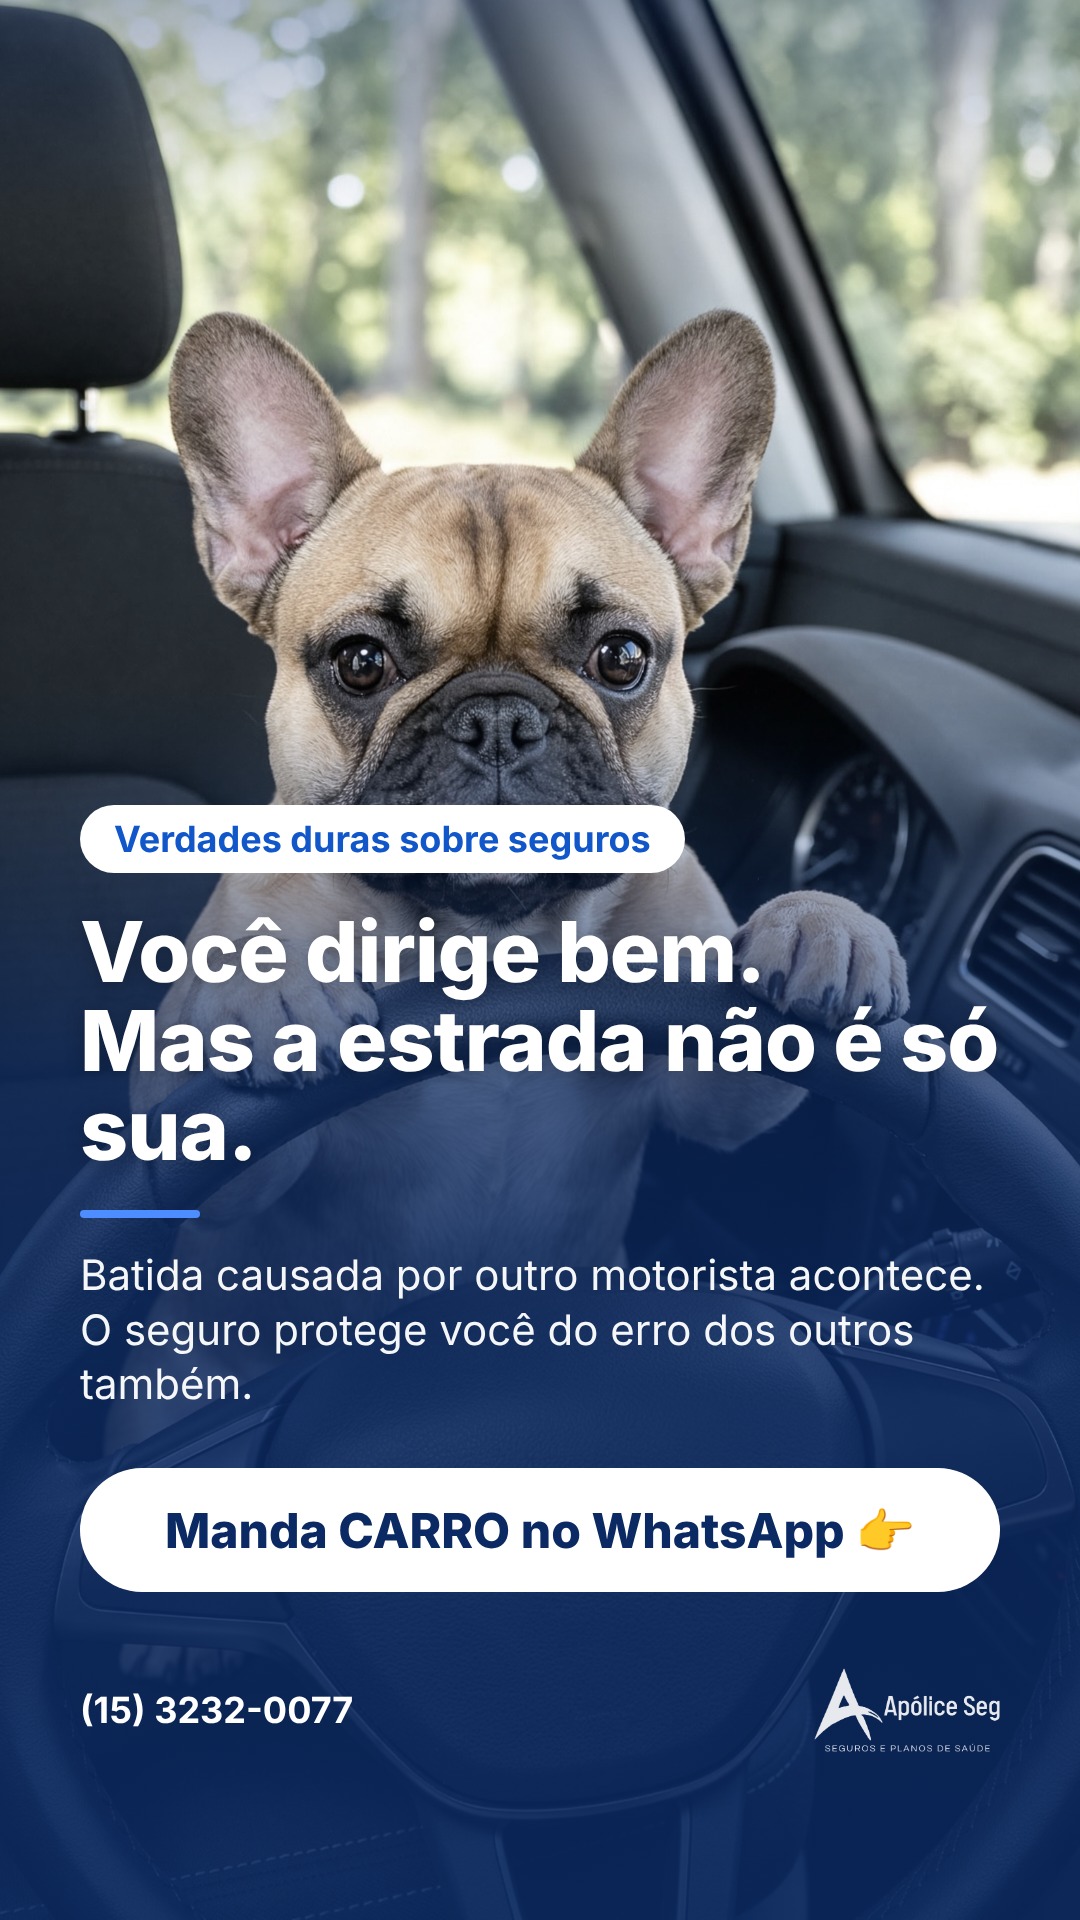 Verdades duras sobre seguros
Você dirige bem.
Mas a estrada não é só
sua.
Batida causada por outro motorista acontece.
O seguro protege você do erro dos outros
também.
Manda CARRO no WhatsApp 👉
(15) 3232-0077
Apólice Seg
SEGUROS E PLANOS DE SAÚDE